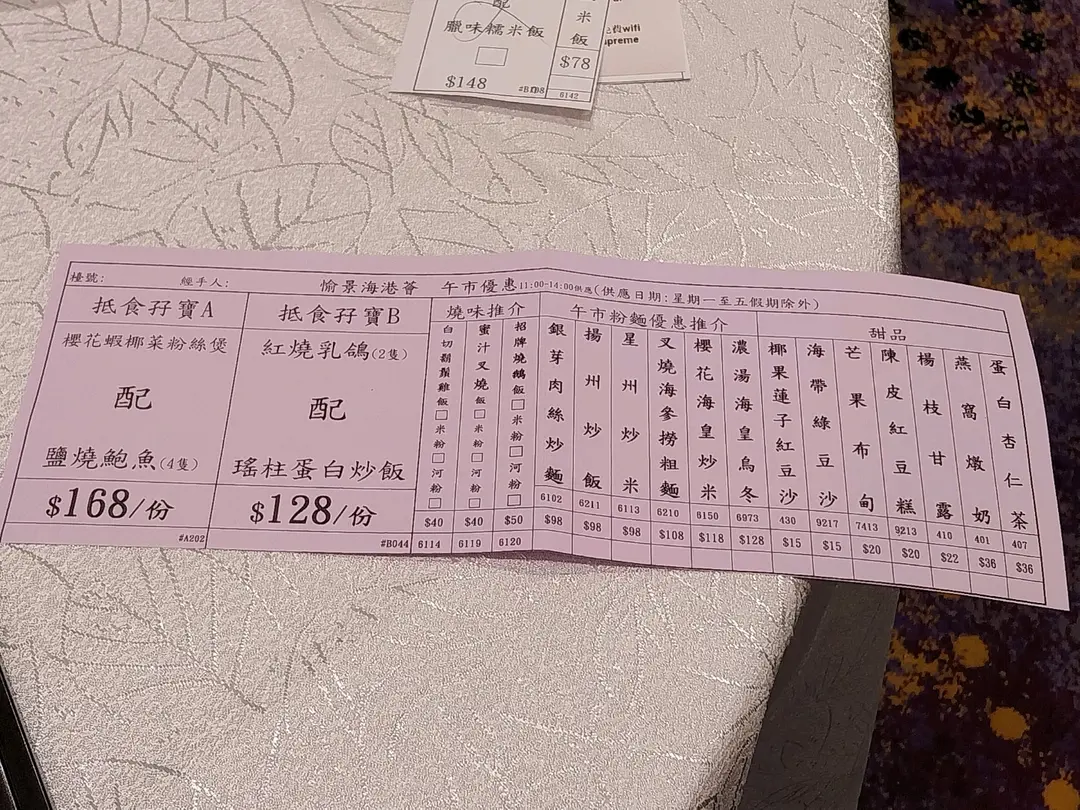 配
臘味糯米飯
$148
米飯
$78
6142
費wifi
檯號:
經手人:
愉景海港薈 午市優惠11:00-14:00供應(供應日期:星期一至五假期除外)
抵食孖寶A
櫻花蝦椰菜粉絲煲
配
鹽燒鮑魚(4隻)
$168/份
#A202
抵食孖寶B
紅燒乳鴿(2隻)
配
瑤柱蛋白炒飯
$128/份
#B044
燒味推介
白切鬍鬚雞飯□米粉□河粉□
$40
6114
蜜汁叉燒飯□米粉□河粉□
$40
6119
招牌燒鵝飯□米粉□河粉□
$50
6120
午市粉麵優惠推介
銀芽肉絲炒麵
6102
$98
揚州炒飯
6211
$98
星州炒米
6113
$98
叉燒海參撈粗麵
6210
$108
櫻花海皇炒米
6150
$118
濃湯海皇烏冬
6973
$128
甜品
椰果蓮子紅豆沙
430
$15
海帶綠豆沙
9217
$15
芒果布甸
7413
$20
陳皮紅豆糕
9213
$20
楊枝甘露
410
$22
燕窩燉奶
401
$36
蛋白杏仁茶
407
$36